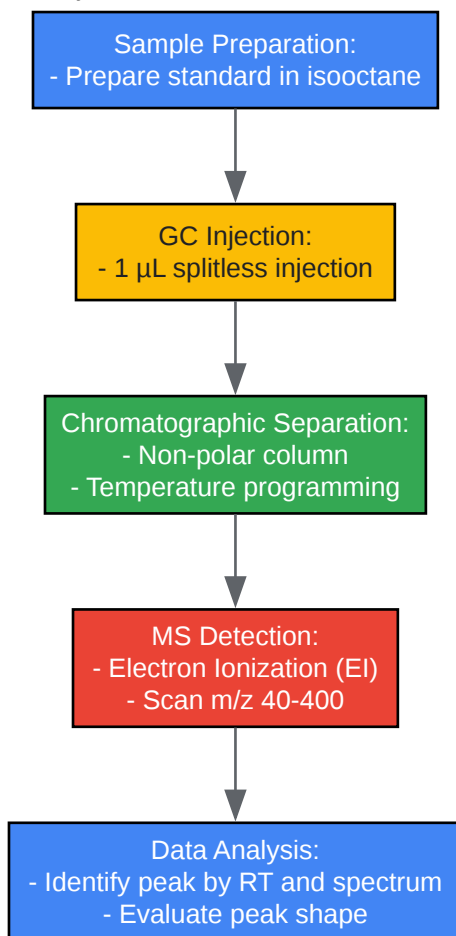 Sample Preparation:
- Prepare standard in isooctane
GC Injection:
- 1 µL splitless injection
Chromatographic Separation:
- Non-polar column
- Temperature programming
MS Detection:
- Electron Ionization (EI)
- Scan m/z 40-400
Data Analysis:
- Identify peak by RT and spectrum
- Evaluate peak shape